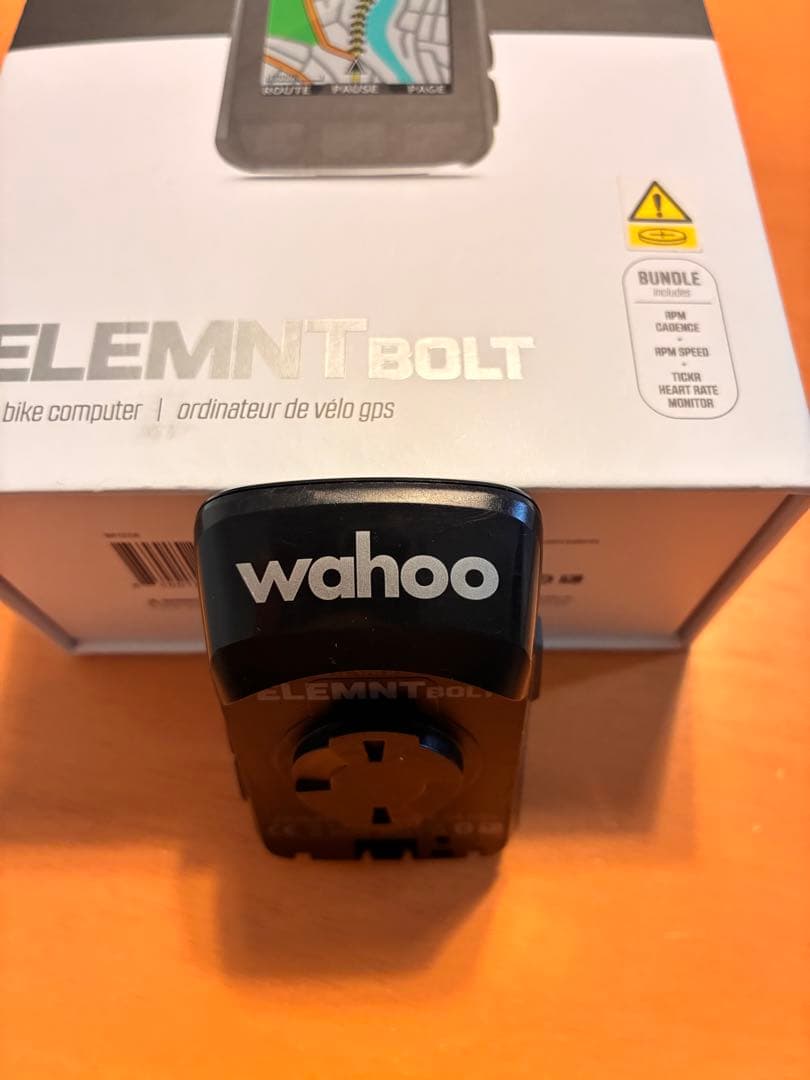 ROUTE PAUSE PAGE
BUNDLE
includes
RPM
CADENCE
+
RPM SPEED
+
TICKR
HEART RATE
MONITOR
ELEMNT BOLT
bike computer | ordinateur de vélo gps
wahoo
ELEMNT BOLT